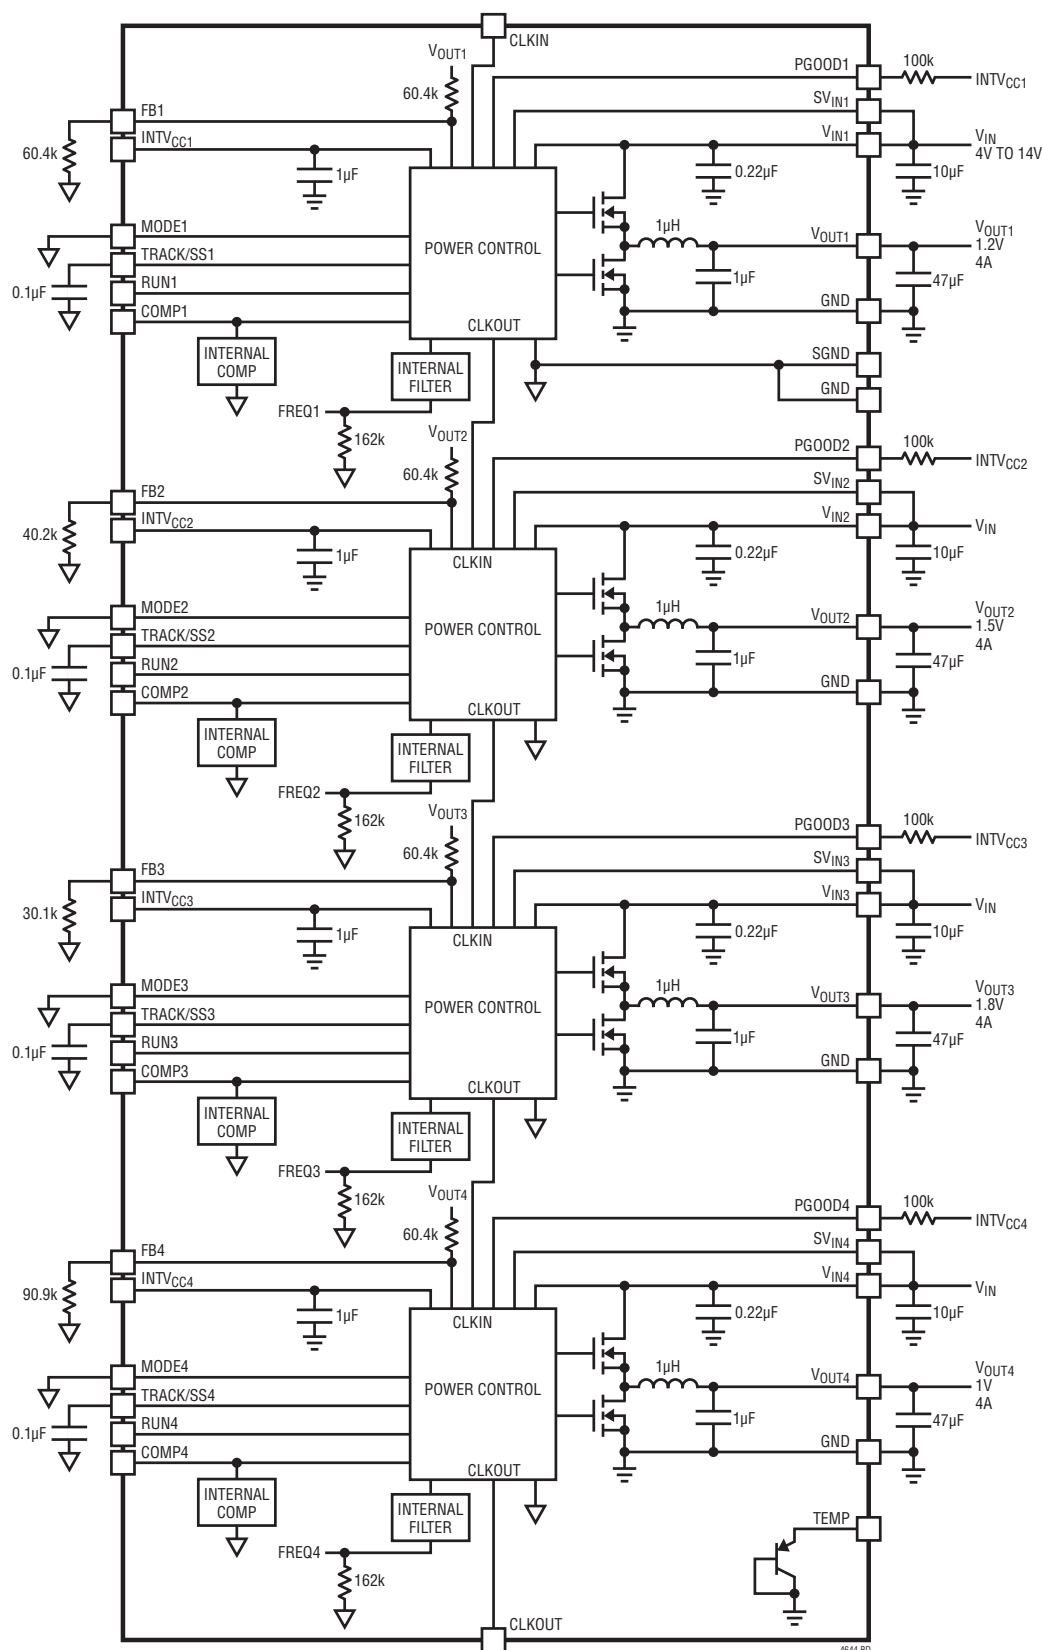 CLKIN
VOUT1
60.4k
PGOOD1
100k
INTVCC1
SVIN1
FB1
INTVCC1
60.4k
1µF
VIN1
VIN
4V TO 14V
0.22µF
10µF
MODE1
TRACK/SS1
RUN1
COMP1
0.1µF
POWER CONTROL
1µH
VOUT1
VOUT1
1.2V
4A
1µF
47µF
GND
CLKOUT
INTERNAL
COMP
INTERNAL
FILTER
SGND
GND
FREQ1
162k
VOUT2
60.4k
PGOOD2
100k
INTVCC2
SVIN2
FB2
INTVCC2
40.2k
1µF
VIN2
VIN
CLKIN
0.22µF
10µF
MODE2
TRACK/SS2
RUN2
COMP2
0.1µF
POWER CONTROL
1µH
VOUT2
VOUT2
1.5V
4A
1µF
47µF
GND
CLKOUT
INTERNAL
COMP
INTERNAL
FILTER
FREQ2
162k
VOUT3
60.4k
PGOOD3
100k
INTVCC3
SVIN3
FB3
INTVCC3
30.1k
1µF
VIN3
VIN
CLKIN
0.22µF
10µF
MODE3
TRACK/SS3
RUN3
COMP3
0.1µF
POWER CONTROL
1µH
VOUT3
VOUT3
1.8V
4A
1µF
47µF
GND
CLKOUT
INTERNAL
COMP
INTERNAL
FILTER
FREQ3
162k
VOUT4
60.4k
PGOOD4
100k
INTVCC4
SVIN4
FB4
INTVCC4
90.9k
1µF
VIN4
VIN
CLKIN
0.22µF
10µF
MODE4
TRACK/SS4
RUN4
COMP4
0.1µF
POWER CONTROL
1µH
VOUT4
VOUT4
1V
4A
1µF
47µF
GND
CLKOUT
INTERNAL
COMP
INTERNAL
FILTER
TEMP
FREQ4
162k
CLKOUT
4644 BD